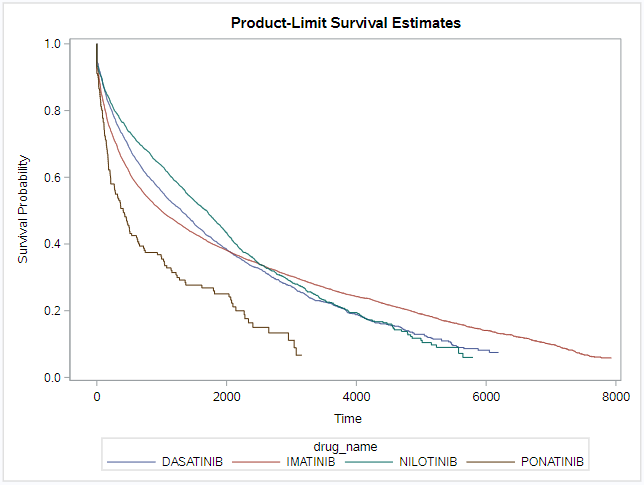 Product-Limit Survival Estimates
1.0
0.8
0.6
0.4
0.2
0.0
Survival Probability
0 2000 4000 6000 8000
Time
drug_name
DASATINIB IMATINIB NILOTINIB PONATINIB